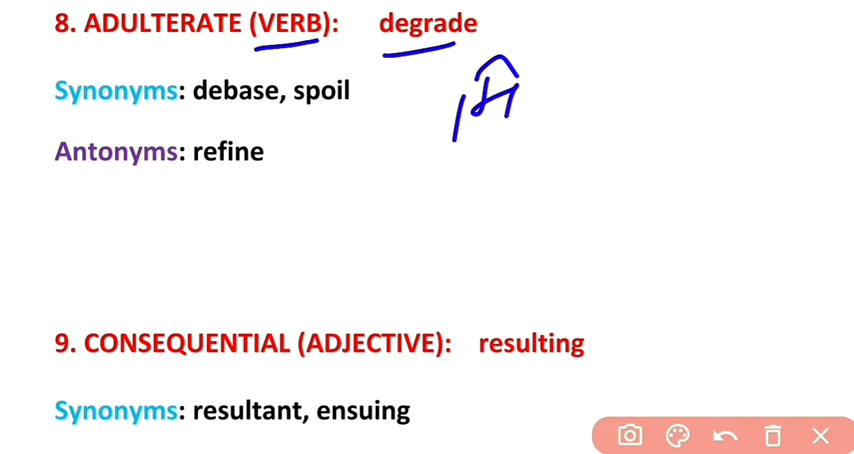 8. ADULTERATE (VERB): degrade
Synonyms: debase, spoil
Antonyms: refine
9. CONSEQUENTIAL (ADJECTIVE): resulting
Synonyms: resultant, ensuing